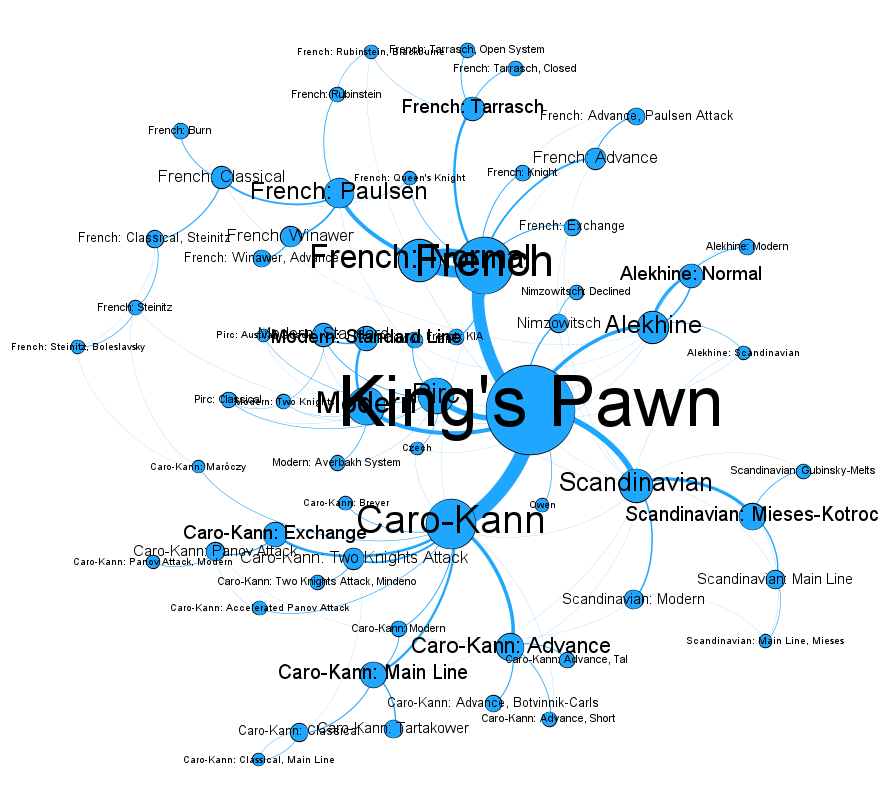 French: Rubinstein, Blackburne
French: Tarrasch, Open System
French: Tarrasch, Closed
French: Rubinstein
French: Tarrasch
French: Advance, Paulsen Attack
French: Burn
French: Advance
French: Classical
French: Queen's Knight
French: Knight
French: Paulsen
French: Exchange
French: Classical, Steinitz
French: Winawer
Alekhine: Modern
French: Winawer, Advance
French: Normal
French
Alekhine: Normal
Nimzowitsch: Declined
French: Steinitz
Nimzowitsch
Alekhine
Modern: Standard
Modern: Standard Line
French: KIA
French: Steinitz, Boleslavsky
Alekhine: Scandinavian
Pirc: Classical
Modern: Two Knights
Modern
Pirc
King's Pawn
Czech
Modern: Averbakh System
Caro-Kann: Maróczy
Scandinavian: Gubinsky-Melts
Scandinavian
Caro-Kann: Breyer
Owen
Caro-Kann
Scandinavian: Mieses-Kotroc
Caro-Kann: Exchange
Caro-Kann: Panov Attack
Caro-Kann: Two Knights Attack
Caro-Kann: Panov Attack, Modern
Caro-Kann: Two Knights Attack, Mindeno
Scandinavian: Main Line
Scandinavian: Modern
Caro-Kann: Accelerated Panov Attack
Caro-Kann: Modern
Scandinavian: Main Line, Mieses
Caro-Kann: Advance
Caro-Kann: Advance, Tal
Caro-Kann: Main Line
Caro-Kann: Advance, Botvinnik-Carls
Caro-Kann: Advance, Short
Caro-Kann: Classical
Caro-Kann: Tartakower
Caro-Kann: Classical, Main Line